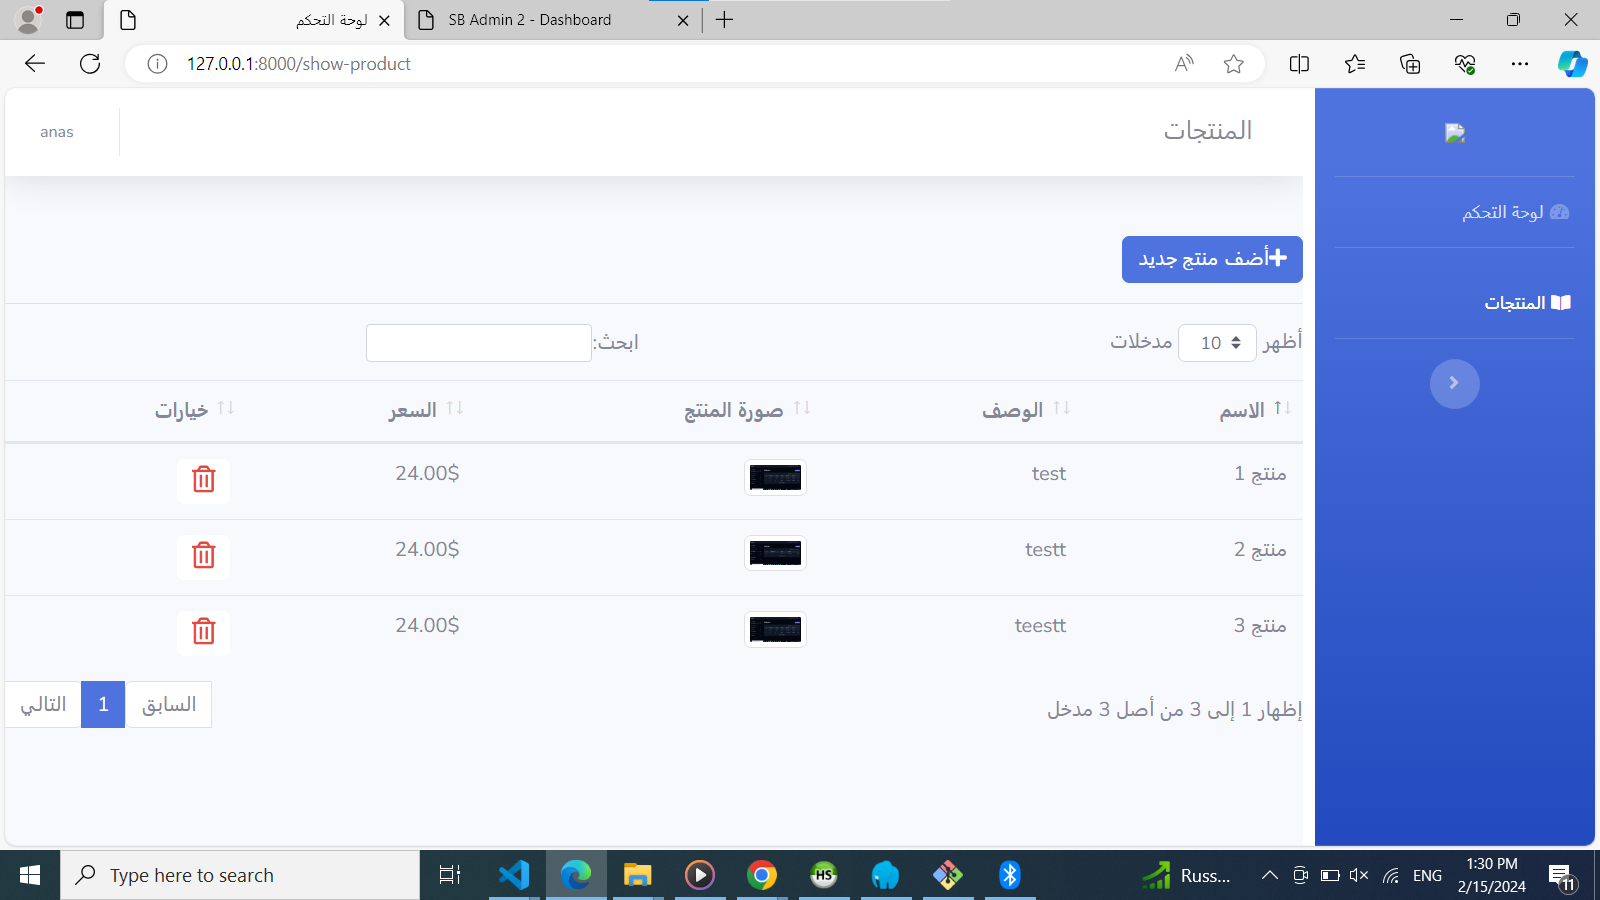 لوحة التحكم
SB Admin 2 - Dashboard
127.0.0.1:8000/show-product
anas
المنتجات
لوحة التحكم
المنتجات
أضف منتج جديد
أظهر 10 مدخلات
ابحث:
الاسم الوصف صورة المنتج السعر خيارات
منتج 1 test 24.00$
منتج 2 testt 24.00$
منتج 3 teestt 24.00$
إظهار 1 إلى 3 من أصل 3 مدخل
السابق 1 التالي
Type here to search
HS
Russ...
ENG
1:30 PM
2/15/2024
11